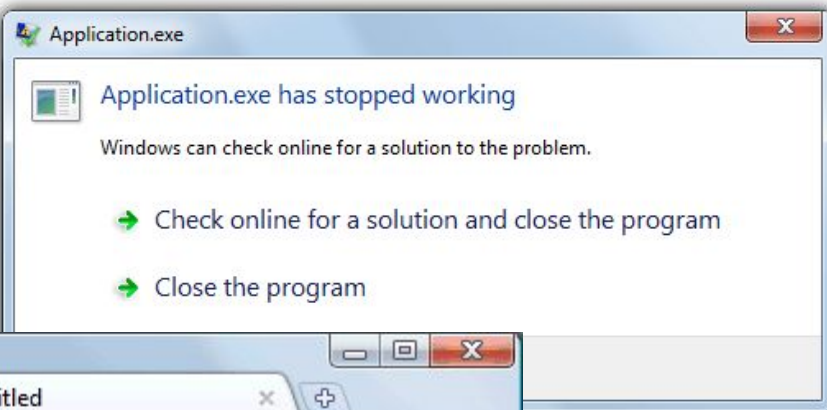 Application.exe
Application.exe has stopped working
Windows can check online for a solution to the problem.
Check online for a solution and close the program
Close the program
itled